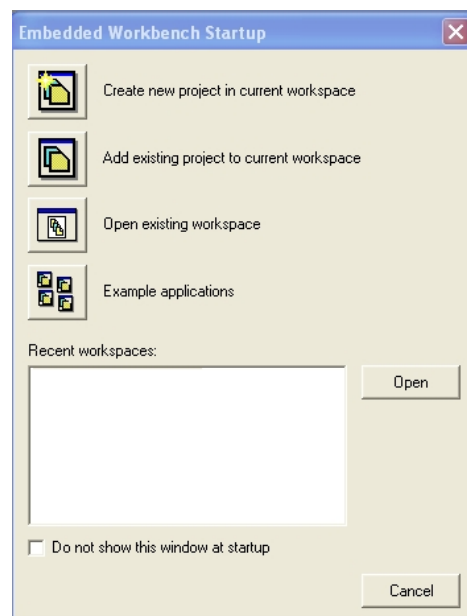 Embedded Workbench Startup
Create new project in current workspace
Add existing project to current workspace
Open existing workspace
Example applications
Recent workspaces:
Open
Do not show this window at startup
Cancel